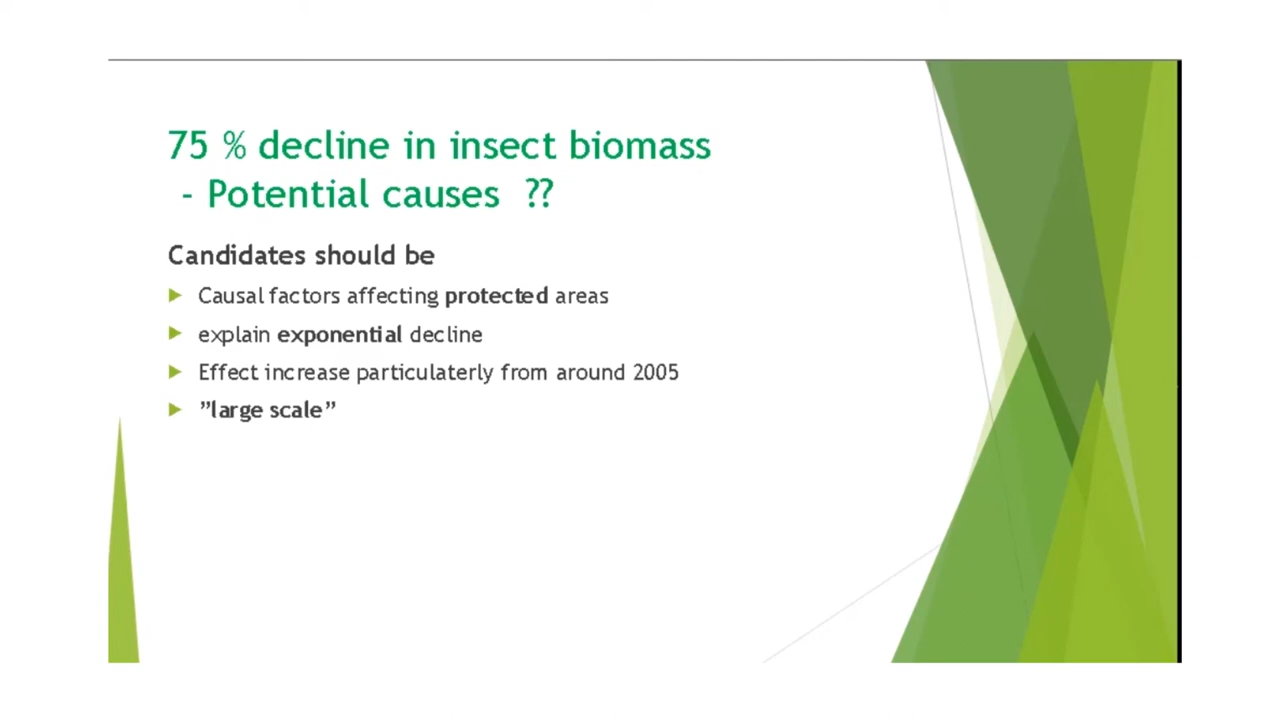 75 % decline in insect biomass
- Potential causes ??
Candidates should be
Causal factors affecting protected areas
explain exponential decline
Effect increase particulaterly from around 2005
”large scale”